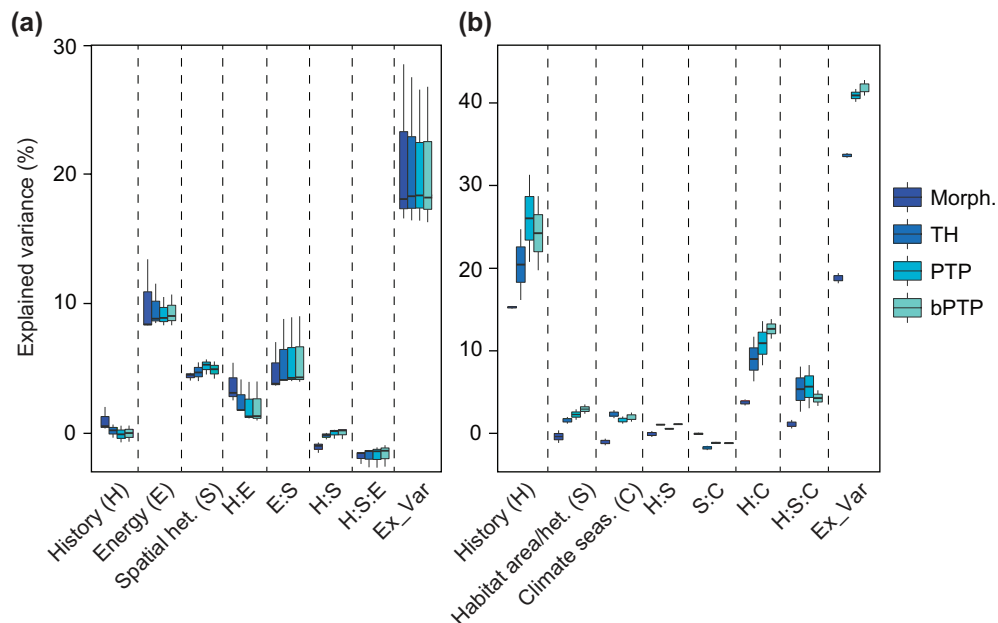 (a)
(b)
Explained variance (%)
30
20
10
0
History (H)
Energy (E)
Spatial het. (S)
H:E
E:S
H:S
H:S:E
Ex_Var
40
30
20
10
0
History (H)
Habitat area/het. (S)
Climate seas. (C)
H:S
S:C
H:C
H:S:C
Ex_Var
Morph.
TH
PTP
bPTP